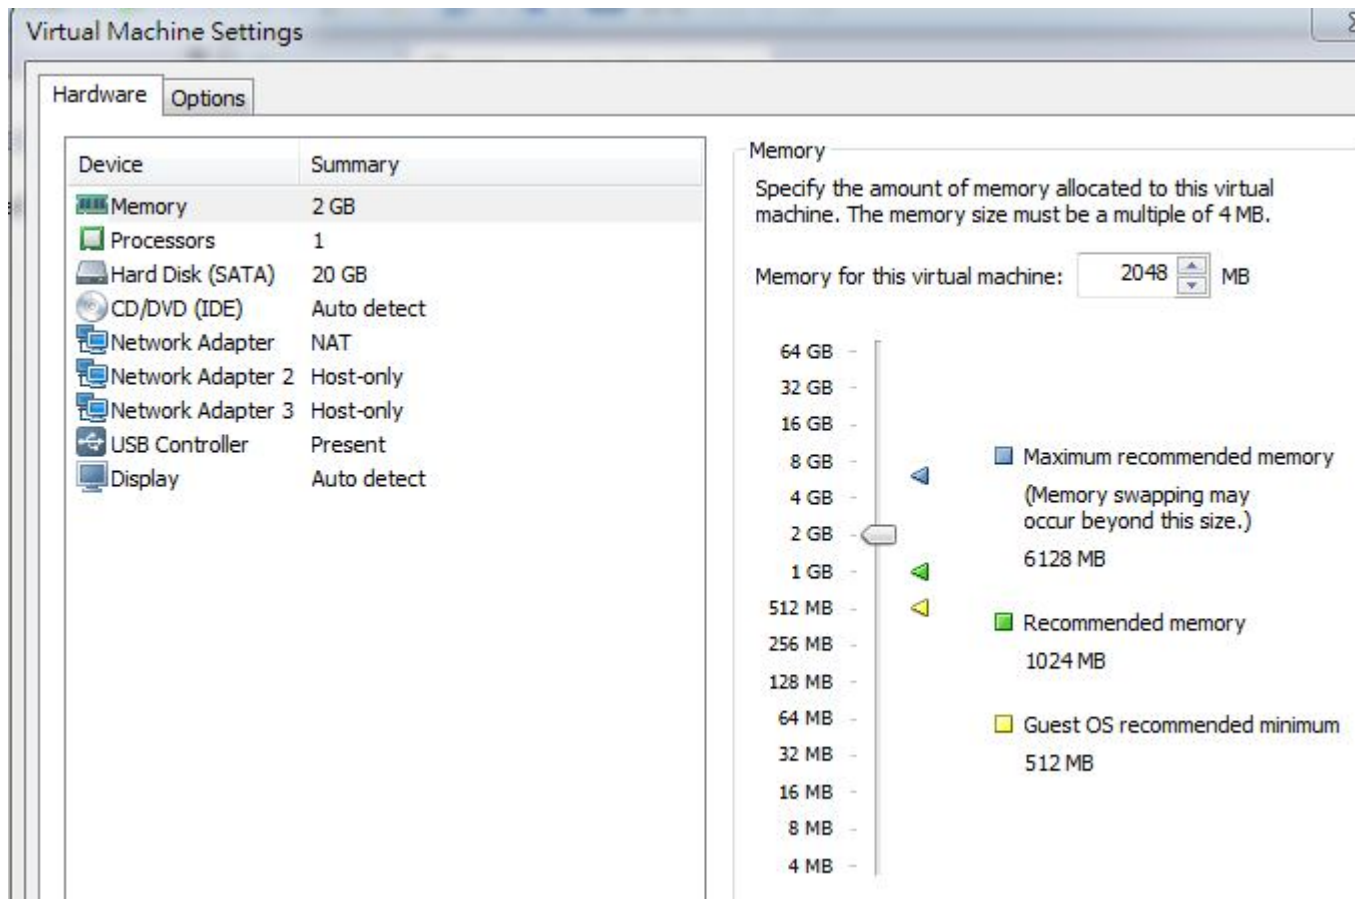 Virtual Machine Settings
Hardware
Options
Device Summary
Memory 2 GB
Processors 1
Hard Disk (SATA) 20 GB
CD/DVD (IDE) Auto detect
Network Adapter NAT
Network Adapter 2 Host-only
Network Adapter 3 Host-only
USB Controller Present
Display Auto detect
Memory
Specify the amount of memory allocated to this virtual
machine. The memory size must be a multiple of 4 MB.
Memory for this virtual machine: 2048 MB
64 GB
32 GB
16 GB
8 GB
4 GB
2 GB
1 GB
512 MB
256 MB
128 MB
64 MB
32 MB
16 MB
8 MB
4 MB
Maximum recommended memory
(Memory swapping may
occur beyond this size.)
6128 MB
Recommended memory
1024 MB
Guest OS recommended minimum
512 MB